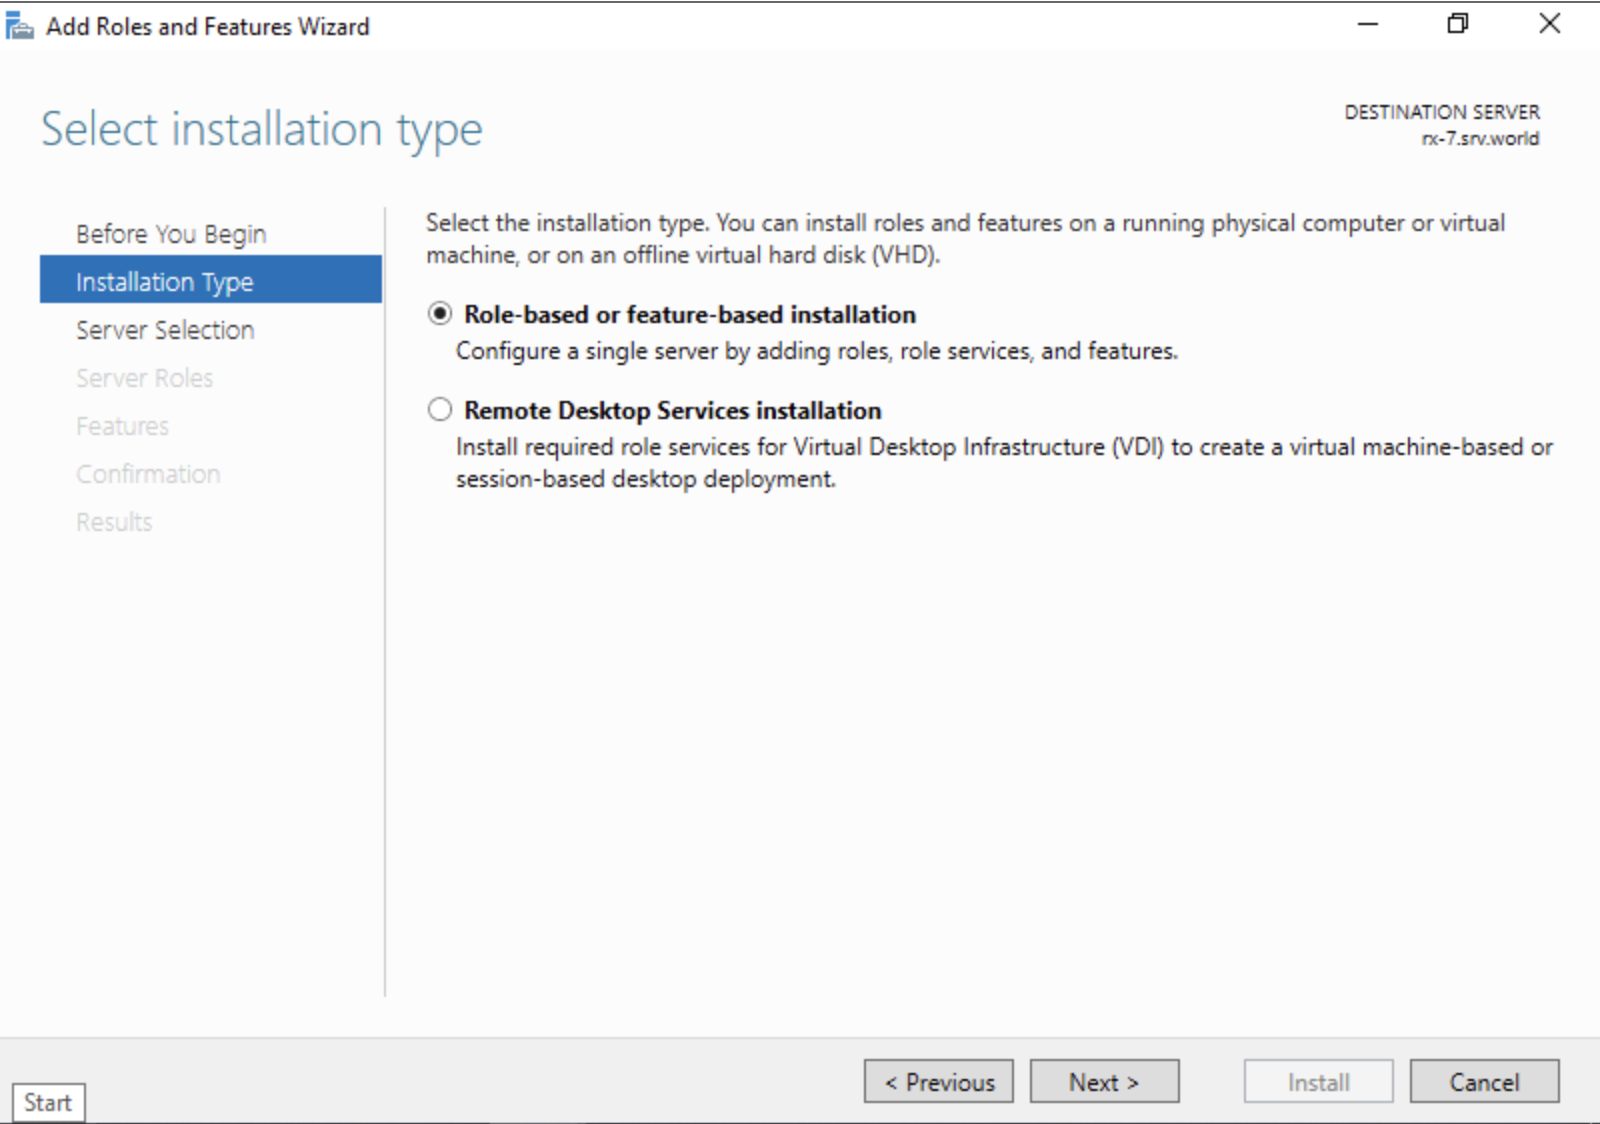 Add Roles and Features Wizard
Select installation type
DESTINATION SERVER
rx-7.srv.world
Before You Begin
Installation Type
Server Selection
Server Roles
Features
Confirmation
Results
Select the installation type. You can install roles and features on a running physical computer or virtual
machine, or on an offline virtual hard disk (VHD).
Role-based or feature-based installation
Configure a single server by adding roles, role services, and features.
Remote Desktop Services installation
Install required role services for Virtual Desktop Infrastructure (VDI) to create a virtual machine-based or
session-based desktop deployment.
< Previous
Next >
Install
Cancel
Start